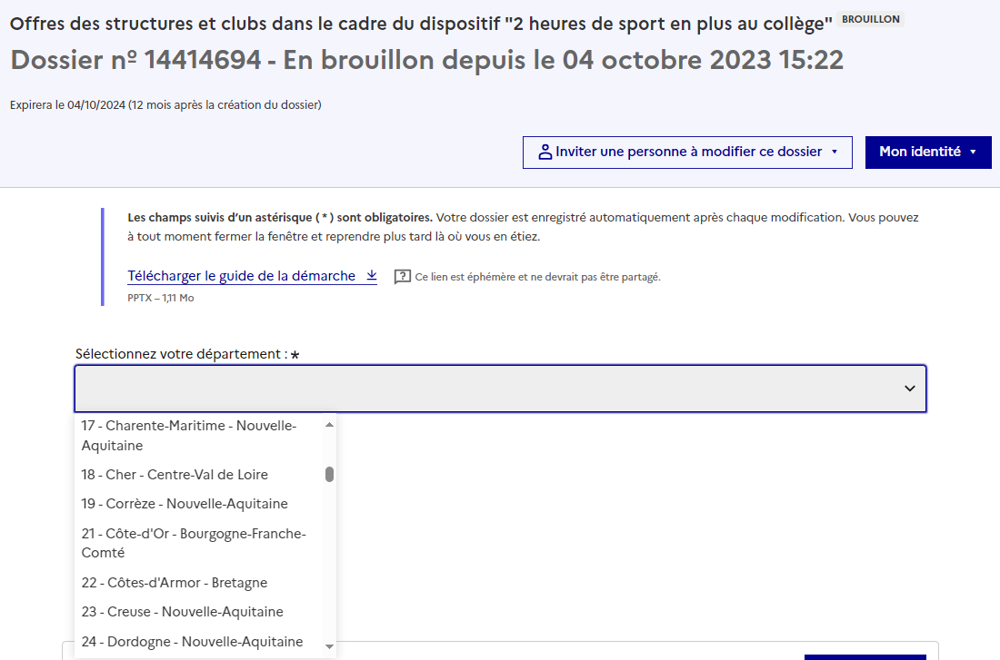 Offres des structures et clubs dans le cadre du dispositif "2 heures de sport en plus au collège" BROUILLON
Dossier nº 14414694 - En brouillon depuis le 04 octobre 2023 15:22
Expirera le 04/10/2024 (12 mois après la création du dossier)
Inviter une personne à modifier ce dossier
Mon identité
Les champs suivis d’un astérisque ( * ) sont obligatoires. Votre dossier est enregistré automatiquement après chaque modification. Vous pouvez
à tout moment fermer la fenêtre et reprendre plus tard là où vous en étiez.
Télécharger le guide de la démarche
Ce lien est éphémère et ne devrait pas être partagé.
PPTX – 1,11 Mo
Sélectionnez votre département : *
17 - Charente-Maritime - Nouvelle-
Aquitaine
18 - Cher - Centre-Val de Loire
19 - Corrèze - Nouvelle-Aquitaine
21 - Côte-d'Or - Bourgogne-Franche-
Comté
22 - Côtes-d'Armor - Bretagne
23 - Creuse - Nouvelle-Aquitaine
24 - Dordogne - Nouvelle-Aquitaine